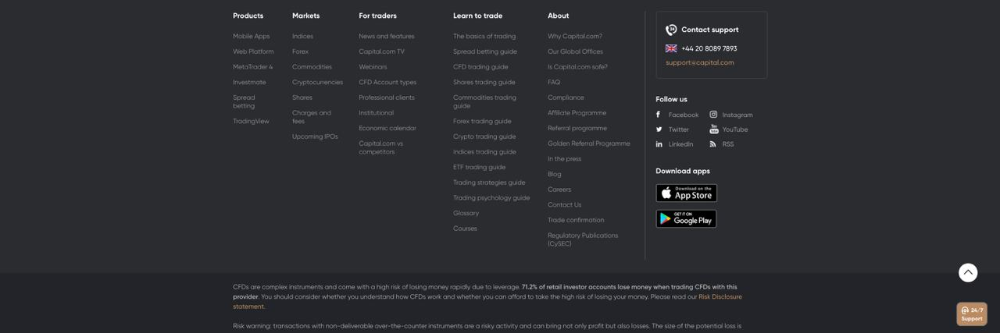 Products
Mobile Apps
Web Platform
MetaTrader 4
Investmate
Spread
betting
TradingView
Markets
Indices
Forex
Commodities
Cryptocurrencies
Shares
Charges and
fees
Upcoming IPOs
For traders
News and features
Capital.com TV
Webinars
CFD Account types
Professional clients
Institutional
Economic calendar
Capital.com vs
competitors
Learn to trade
The basics of trading
Spread betting guide
CFD trading guide
Shares trading guide
Commodities trading
guide
Forex trading guide
Crypto trading guide
Indices trading guide
ETF trading guide
Trading strategies guide
Trading psychology guide
Glossary
Courses
About
Why Capital.com?
Our Global Offices
Is Capital.com safe?
FAQ
Compliance
Affiliate Programme
Referral programme
Golden Referral Programme
In the press
Blog
Careers
Contact Us
Trade confirmation
Regulatory Publications
(CySEC)
24
Contact support
+44 20 8089 7893
support@capital.com
Follow us
Facebook
Instagram
Twitter
YouTube
LinkedIn
RSS
Download apps
Download on the
App Store
GET IT ON
Google Play
CFDs are complex instruments and come with a high risk of losing money rapidly due to leverage. 71.2% of retail investor accounts lose money when trading CFDs with this
provider. You should consider whether you understand how CFDs work and whether you can afford to take the high risk of losing your money. Please read our Risk Disclosure
statement.
Risk warning: transactions with non-deliverable over-the-counter instruments are a risky activity and can bring not only profit but also losses. The size of the potential loss is
24/7
Support